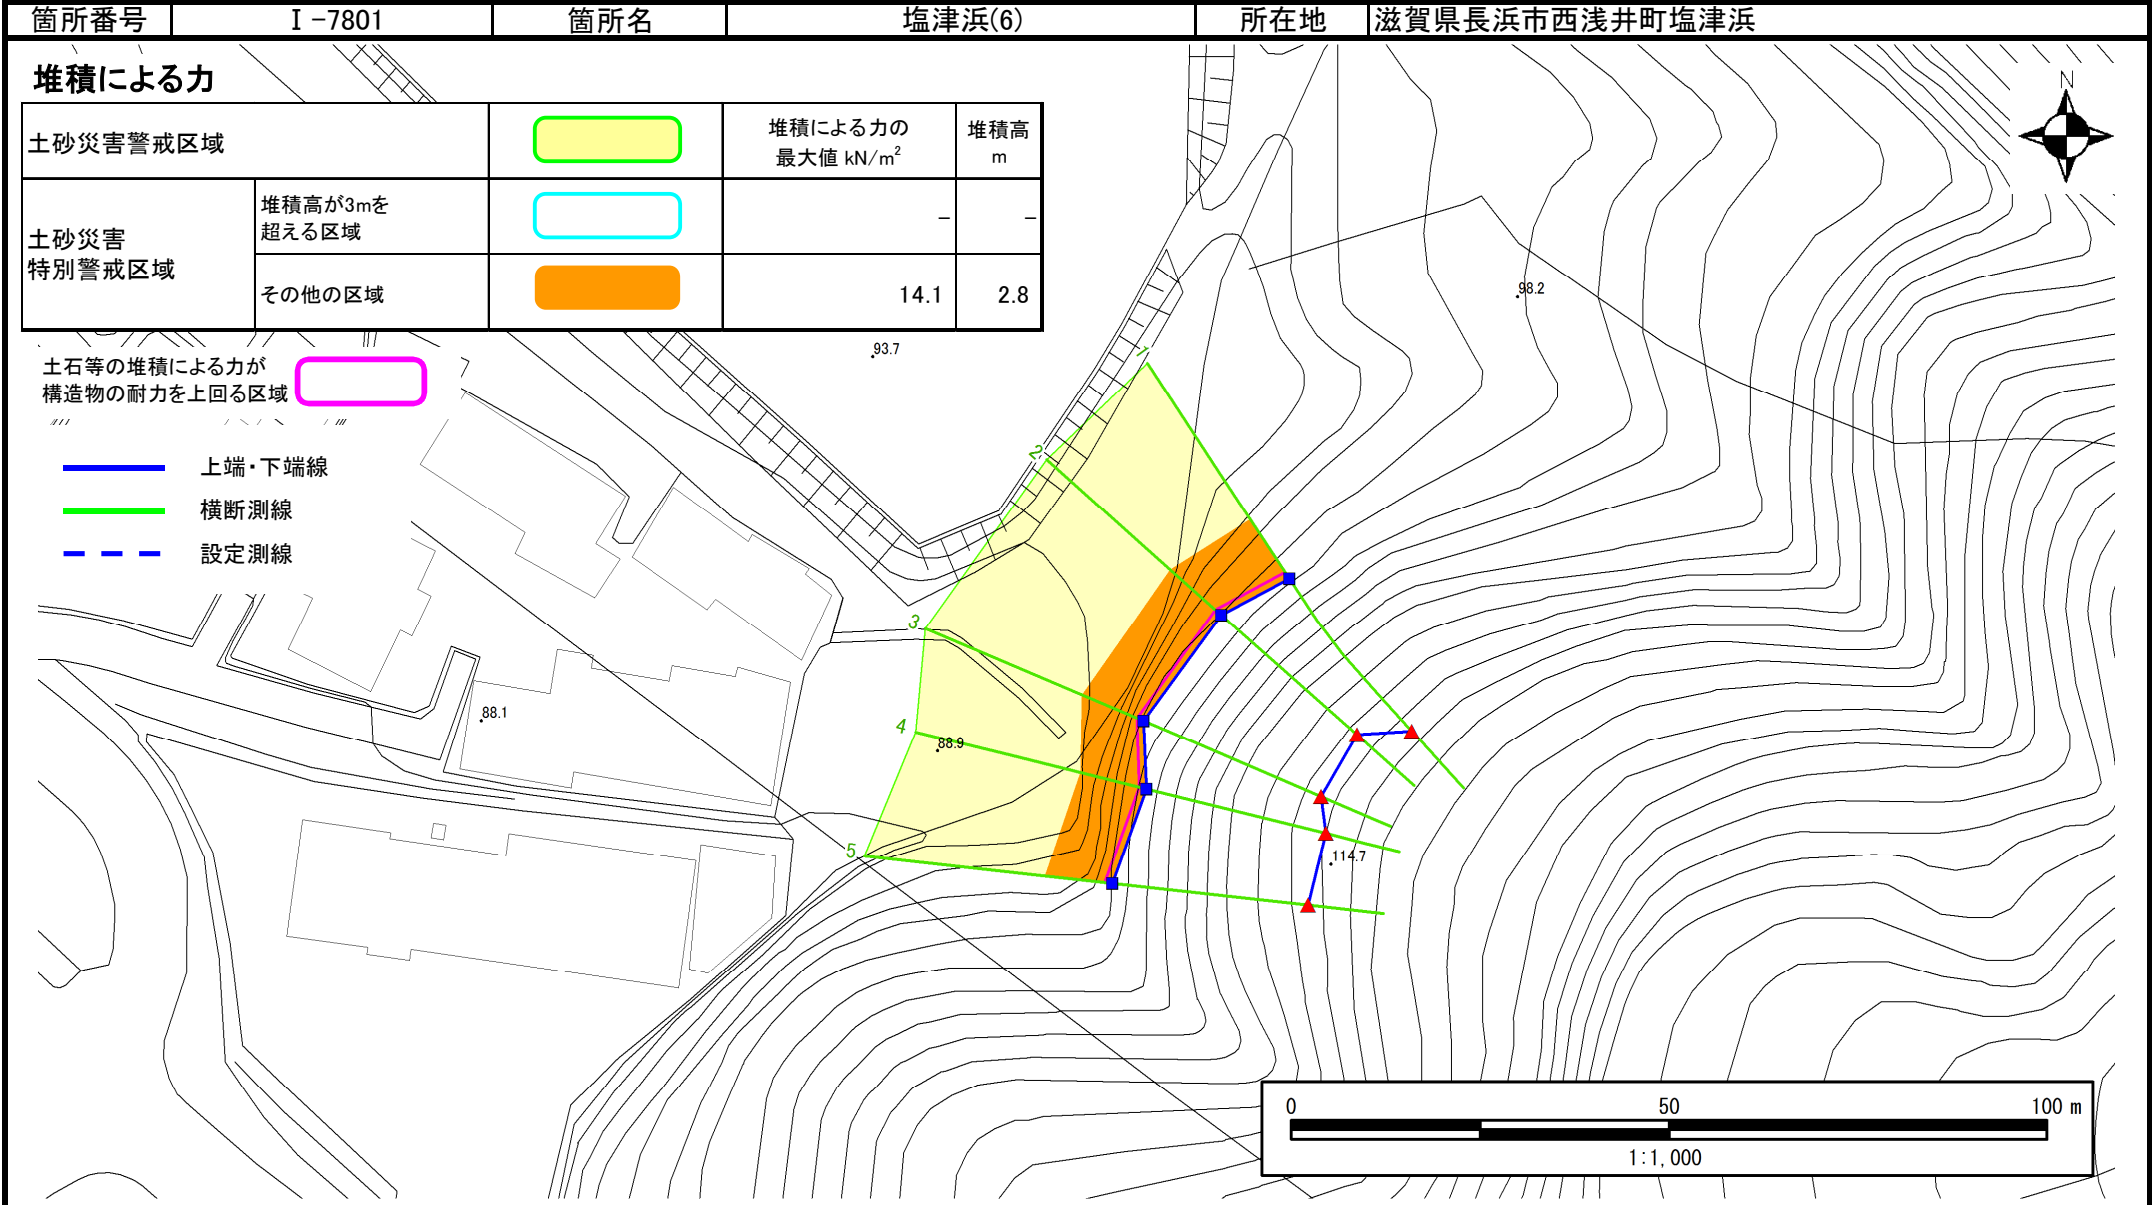 箇所番号 Ⅰ-7801 箇所名 塩津浜(6) 所在地 滋賀県長浜市西浅井町塩津浜
堆積による力
土砂災害警戒区域
堆積による力の
最大値 kN/m²
堆積高
m
土砂災害
特別警戒区域
堆積高が3mを
超える区域
- -
その他の区域
14.1 2.8
土石等の堆積による力が
構造物の耐力を上回る区域
上端・下端線
横断測線
設定測線
N
98.2
93.7
1
2
3
4
88.1
88.9
5
114.7
0 50 100 m
1:1,000